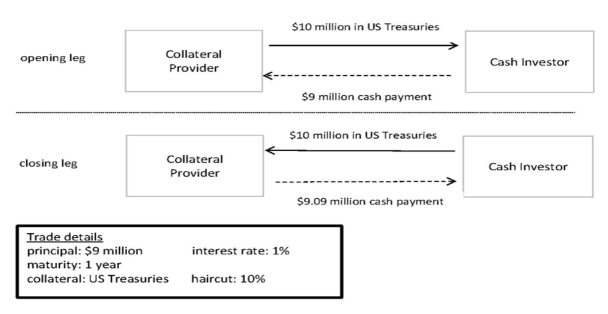 $10 million in US Treasuries
opening leg
Collateral
Provider
Cash Investor
$9 million cash payment
$10 million in US Treasuries
closing leg
Collateral
Provider
Cash Investor
$9.09 million cash payment
Trade details
principal: $9 million interest rate: 1%
maturity: 1 year
collateral: US Treasuries haircut: 10%